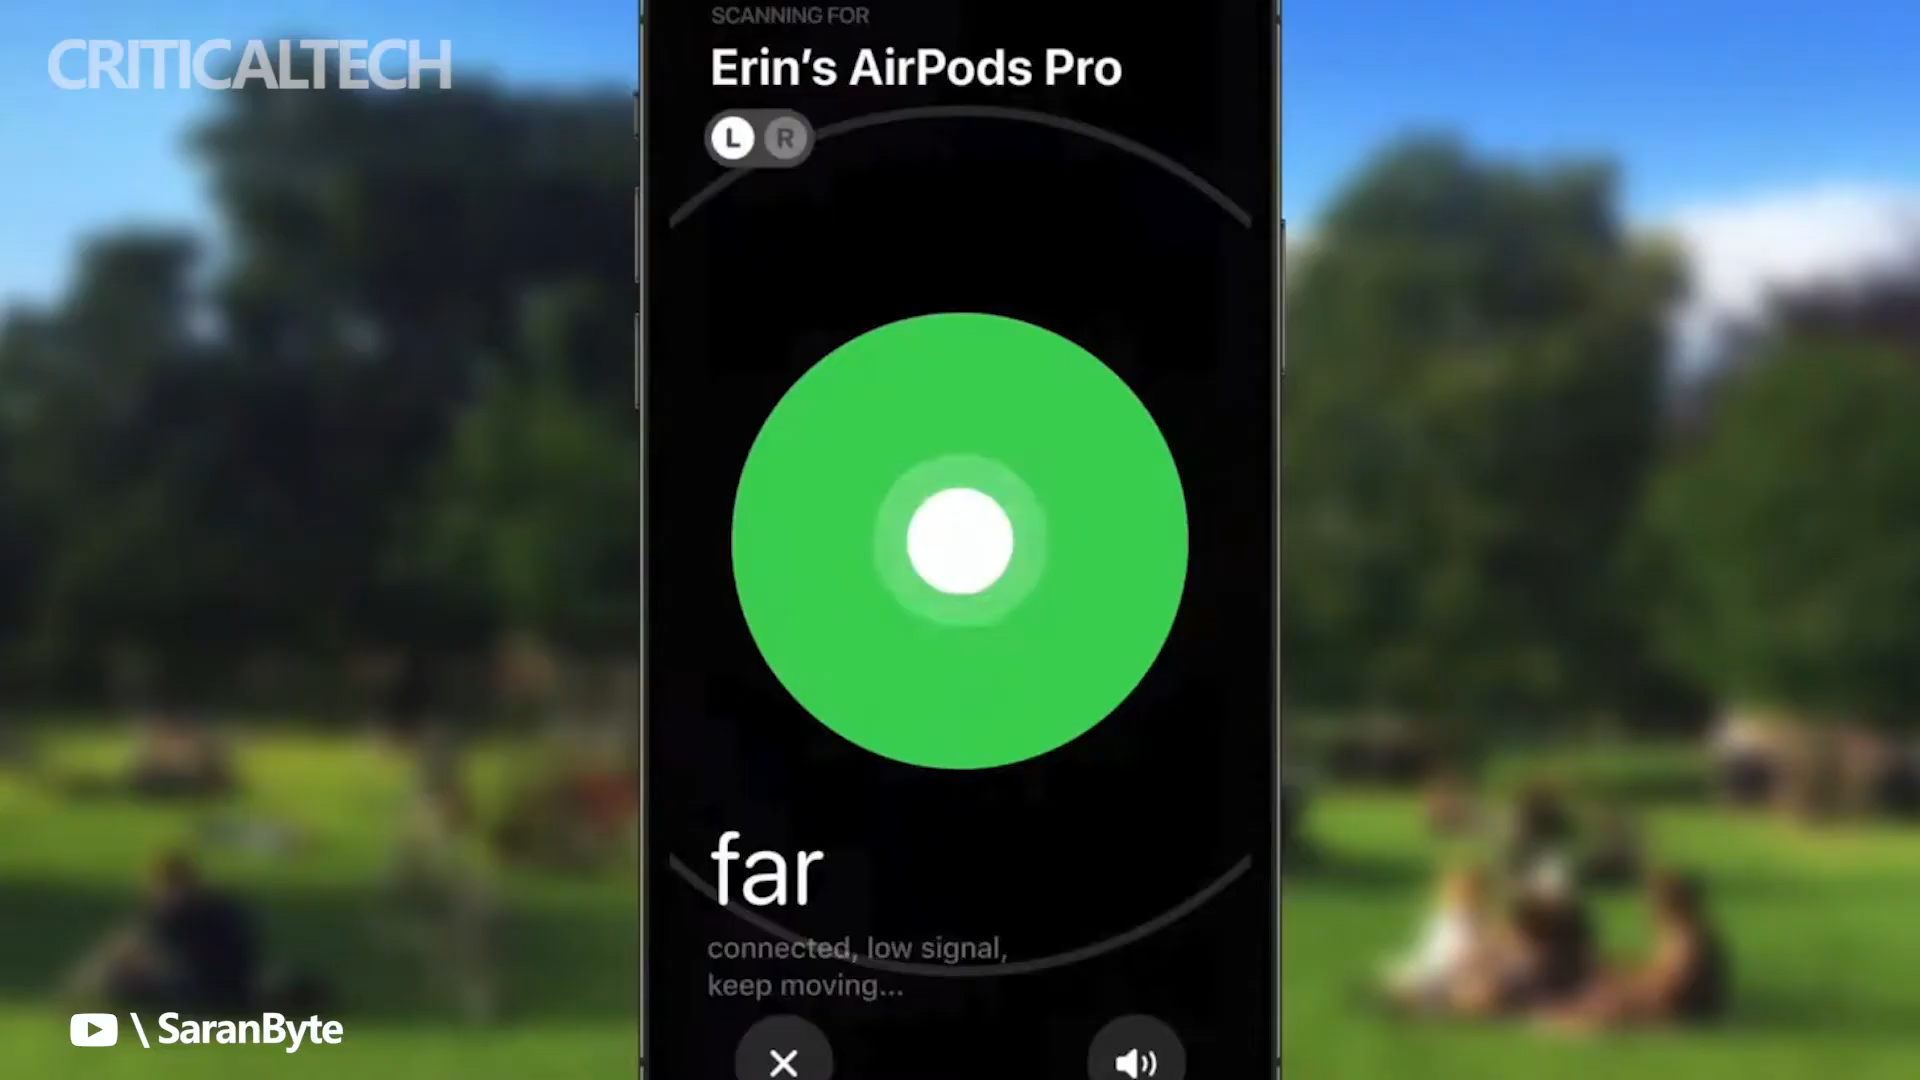 SCANNING FOR
CRITICALTECH
Erin's AirPods Pro
L R
far
connected, low signal,
keep moving...
\ SaranByte